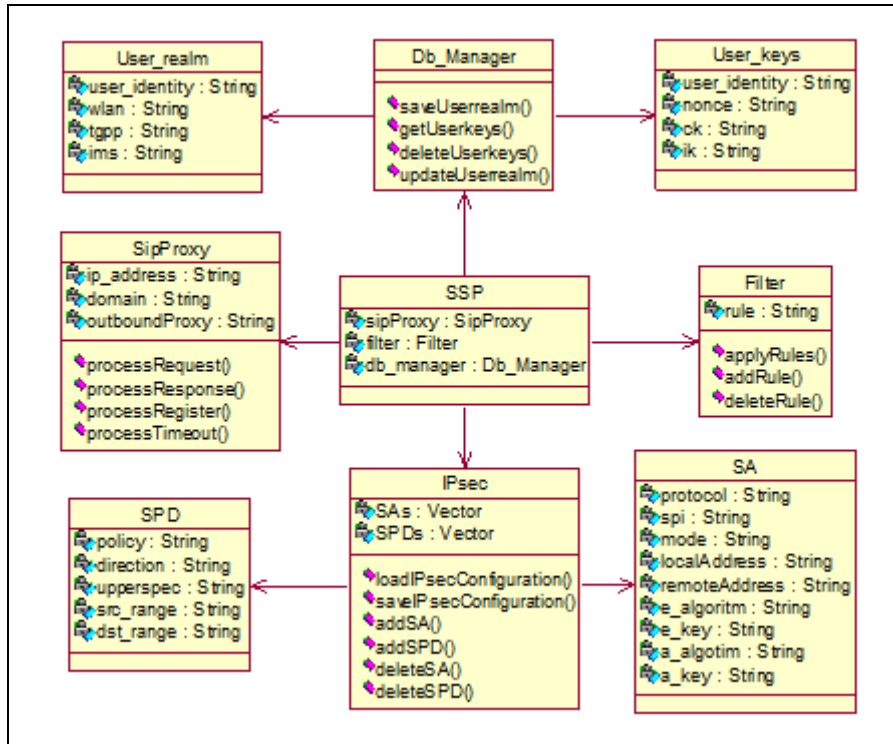 User_realm
user_identity : String
wlan : String
tgpp : String
ims : String
Db_Manager
saveUserrealm()
getUserkeys()
deleteUserkeys()
updateUserrealm()
User_keys
user_identity : String
nonce : String
ck : String
ik : String
SipProxy
ip_address : String
domain : String
outboundProxy : String
processRequest()
processResponse()
processRegister()
processTimeout()
SSP
sipProxy : SipProxy
filter : Filter
db_manager : Db_Manager
Filter
rule : String
applyRules()
addRule()
deleteRule()
SPD
policy : String
direction : String
upperspec : String
src_range : String
dst_range : String
IPsec
SAs : Vector
SPDs : Vector
loadIPsecConfiguration()
saveIPsecConfiguration()
addSA()
addSPD()
deleteSA()
deleteSPD()
SA
protocol : String
spi : String
mode : String
localAddress : String
remoteAddress : String
e_algoritm : String
e_key : String
a_algotim : String
a_key : String